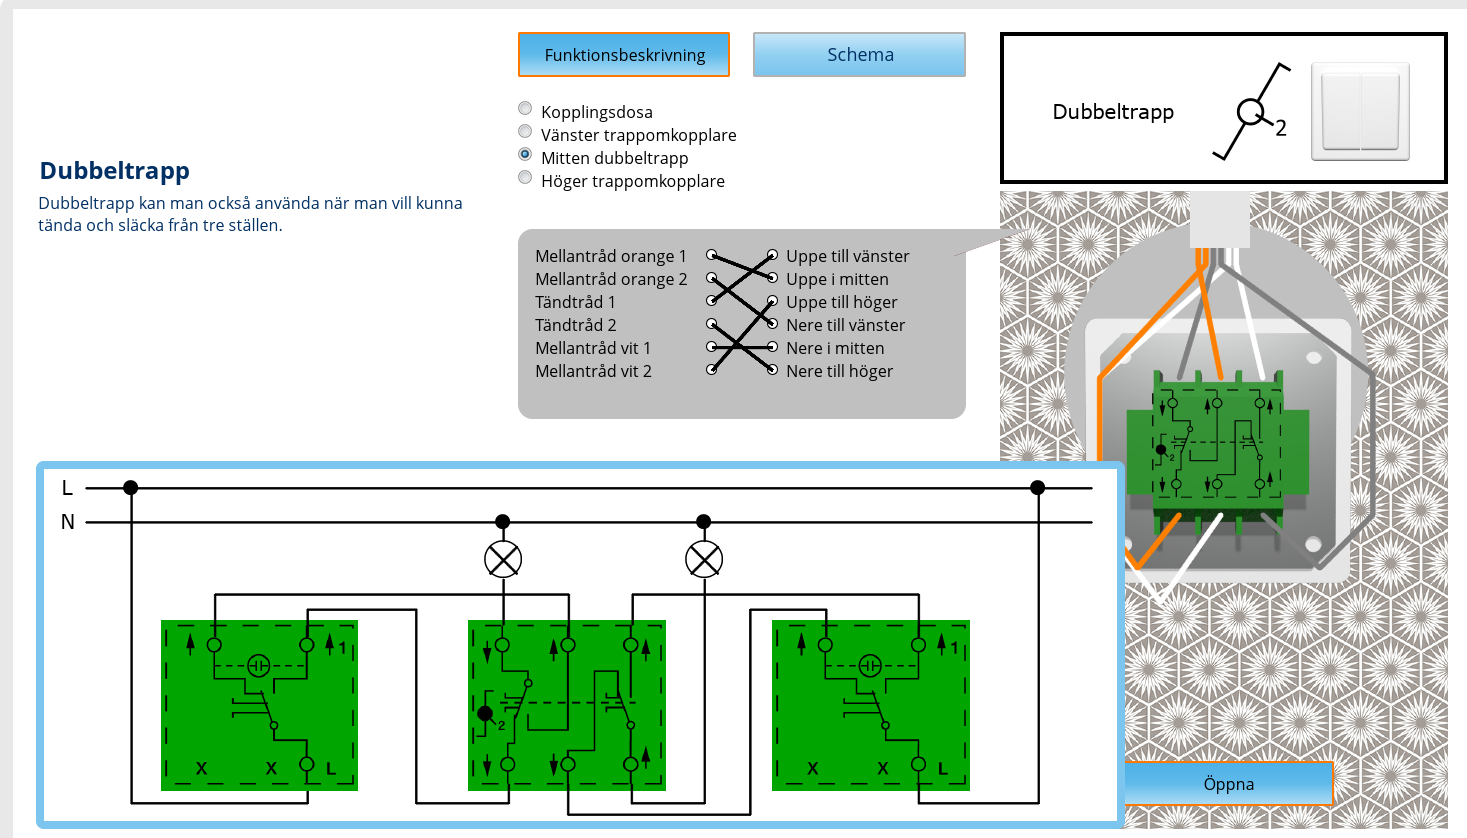 Funktionsbeskrivning
Schema
Kopplingsdosa
Vänster trappomkopplare
Mitten dubbeltrapp
Höger trappomkopplare
Dubbeltrapp
2
Dubbeltrapp
Dubbeltrapp kan man också använda när man vill kunna
tända och släcka från tre ställen.
Mellantråd orange 1
Uppe till vänster
Mellantråd orange 2
Uppe i mitten
Tändtråd 1
Uppe till höger
Tändtråd 2
Nere till vänster
Mellantråd vit 1
Nere i mitten
Mellantråd vit 2
Nere till höger
2
L
N
1
1
2
X X L
X X L
Öppna